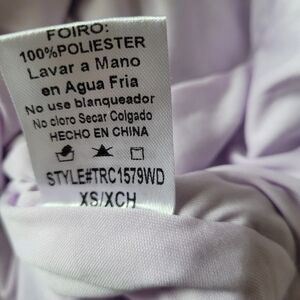 FOIRO:
100%POLIESTER
Lavar a Mano
en Agua Fria
No use blanqueador
No cloro Secar Colgado
HECHO EN CHINA
STYLE#TRC1579WD
XS/XCH